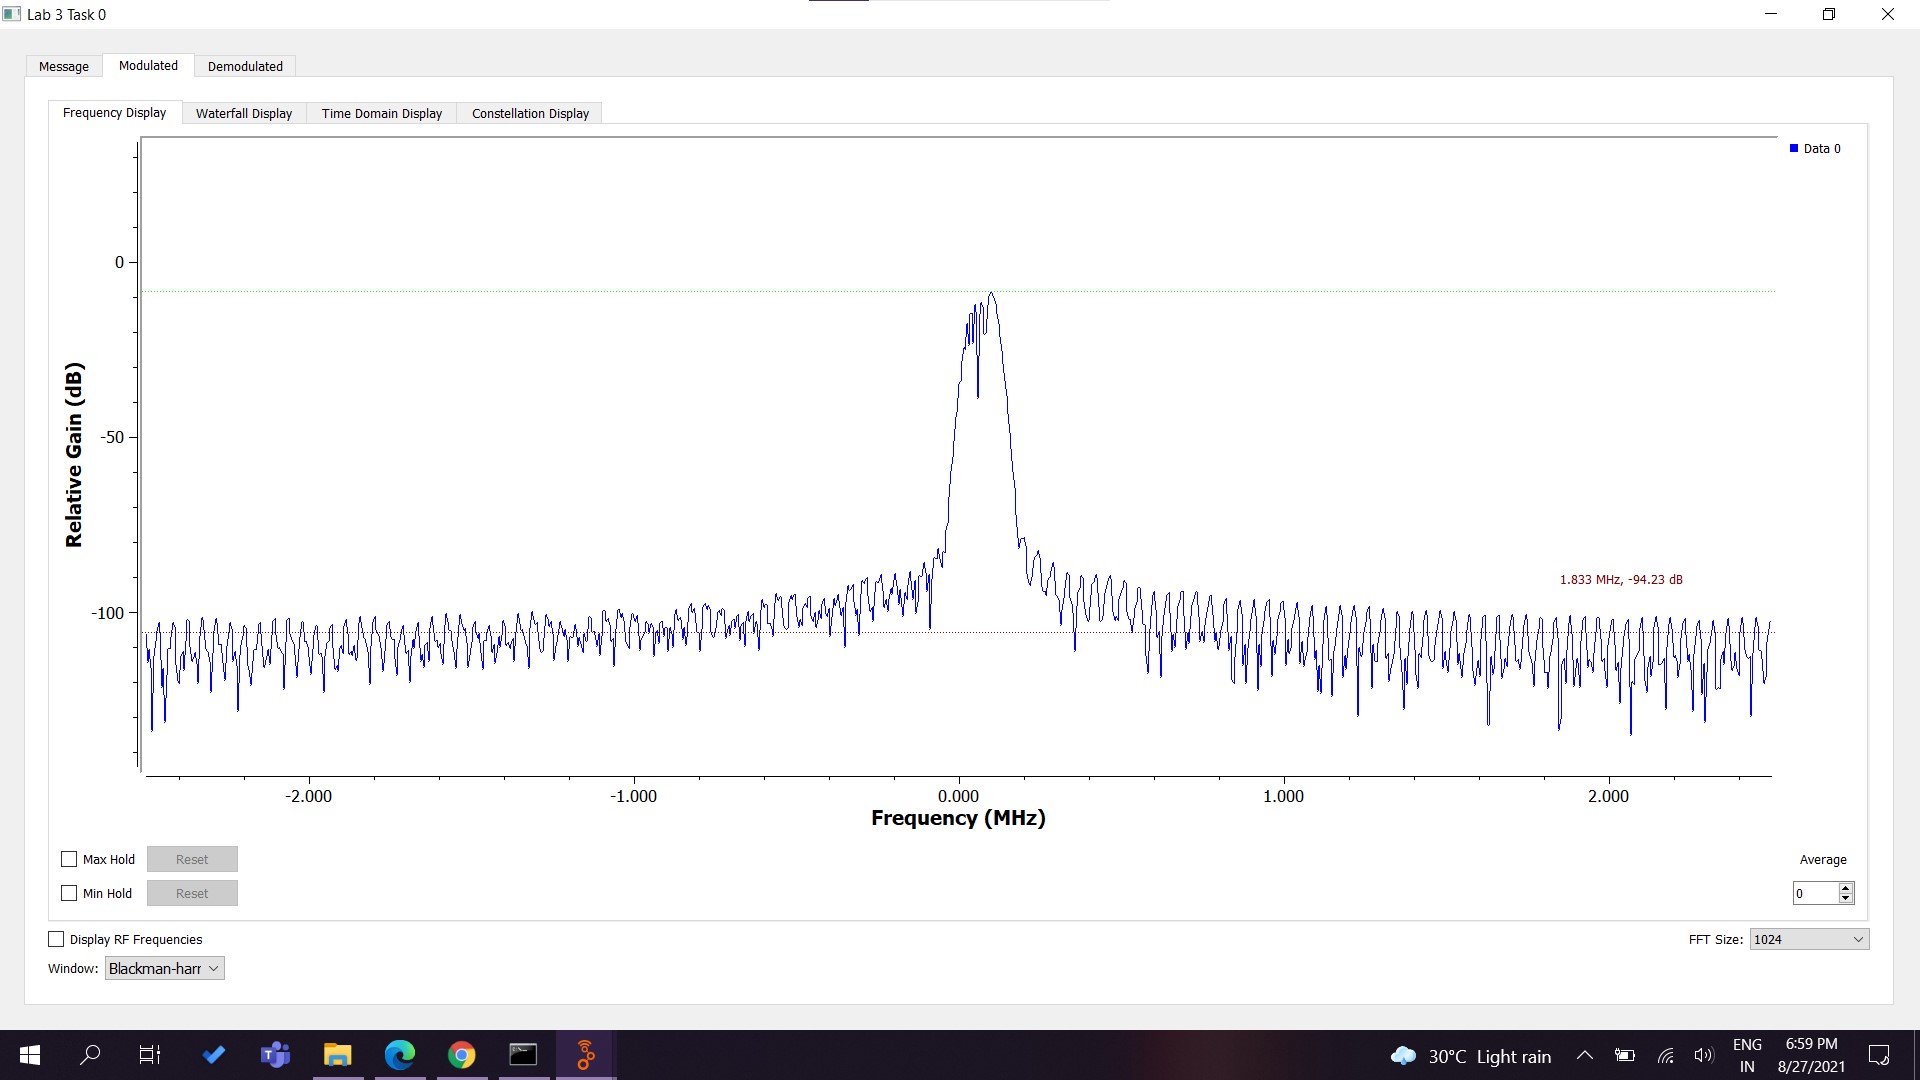 Lab 3 Task 0
Message Modulated Demodulated
Frequency Display Waterfall Display Time Domain Display Constellation Display
Data 0
0
-50
-100
Relative Gain (dB)
1.833 MHz, -94.23 dB
-2.000 -1.000 0.000 1.000 2.000
Frequency (MHz)
Max Hold Reset
Average
Min Hold Reset
0
Display RF Frequencies
FFT Size: 1024
Window: Blackman-harr
30°C Light rain
ENG
IN
6:59 PM
8/27/2021